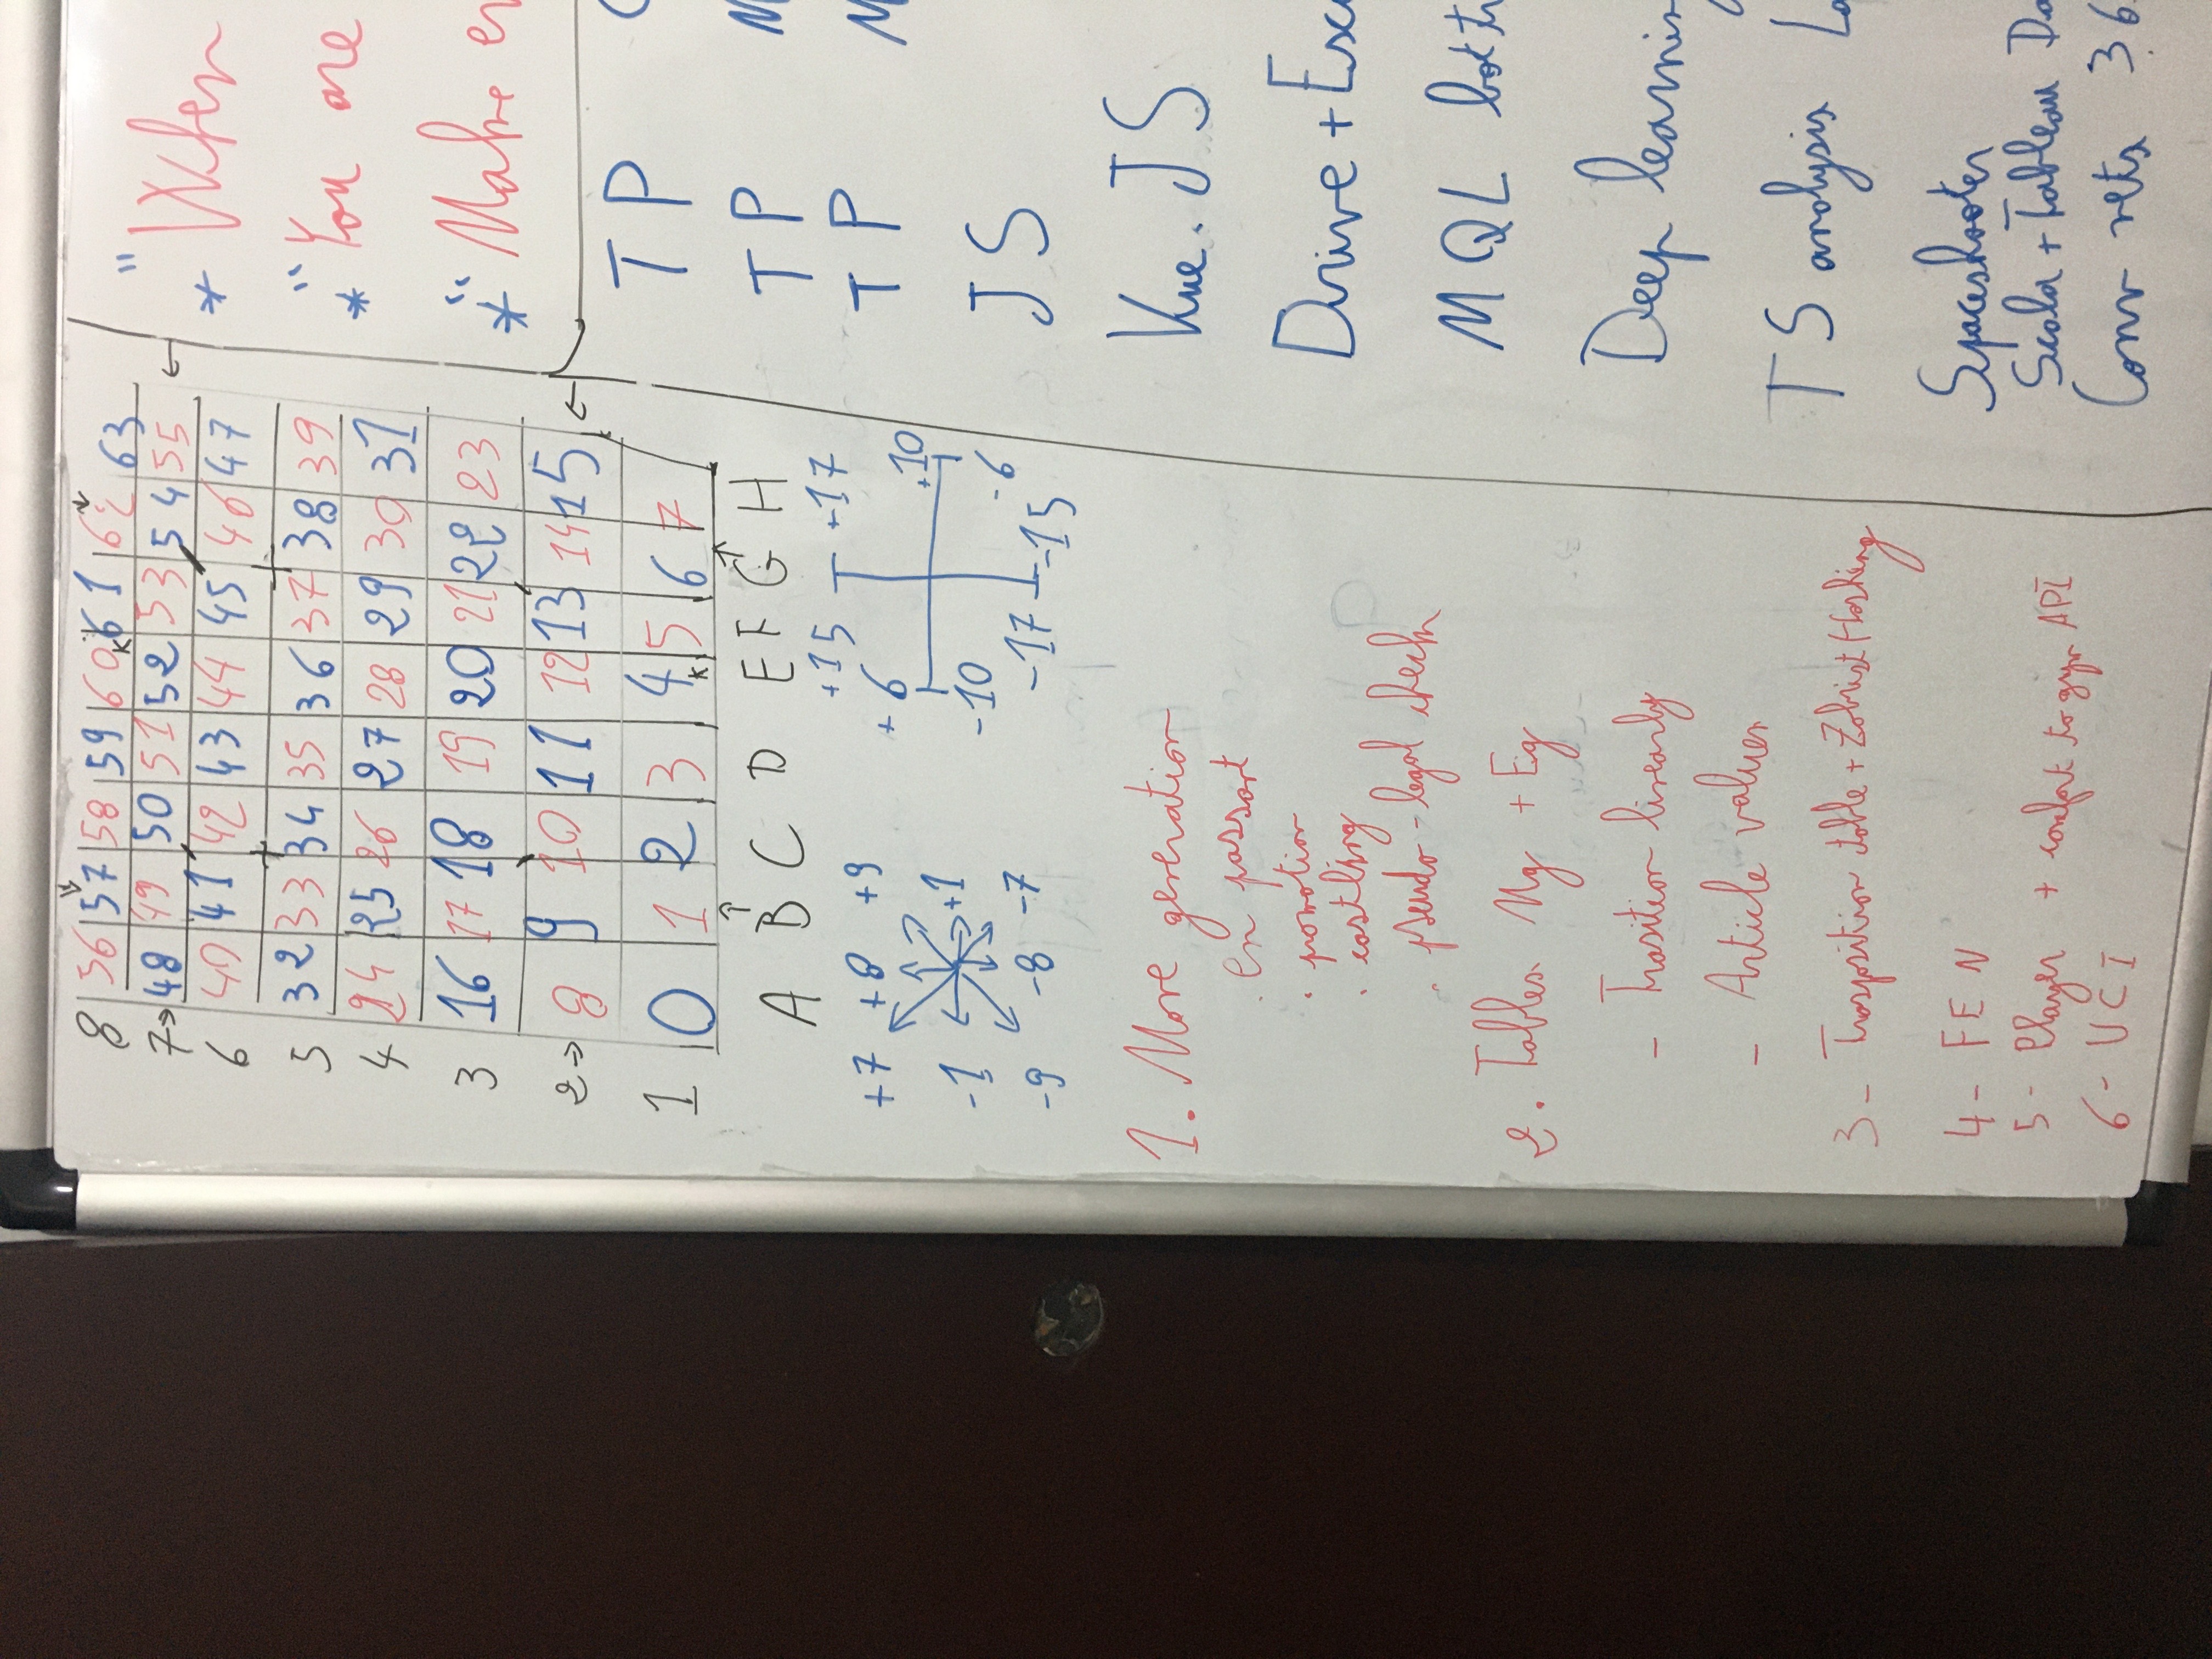 8 56 57 58 59 60 K 61 62 63
7 48 49 50 51 52 53 54 55
6 40 41 42 43 44 45 46 47
5 32 33 34 35 36 37 38 39
4 24 25 26 27 28 29 30 31
3 16 17 18 19 20 21 22 23
2 8 9 10 11 12 13 14 15
1 0 1 2 3 4 K 5 6 7
A B C D E F G H
+7 +8 +9
-1 +1
-9 -8 -7
+15 +17
+6 +10
-10 -6
-17 -15
1. Move generation
. en passant
. promotion
. castling
. pseudo-legal check
2. Tables Mg + Eg
- Trasition linearly
- Article values
3- Trasposition table + Zobrist Hashing
4- FEN
5- Player + confort to gym API
6- UCI
* "When
* "You are
* "Make
TP
TP M
TP M
JS
Vue.JS
Drive + Exc
MQL bot
Deep learnin
TS analysis
Spaceshooter
Scala + Tableau Da
Conv nets 36